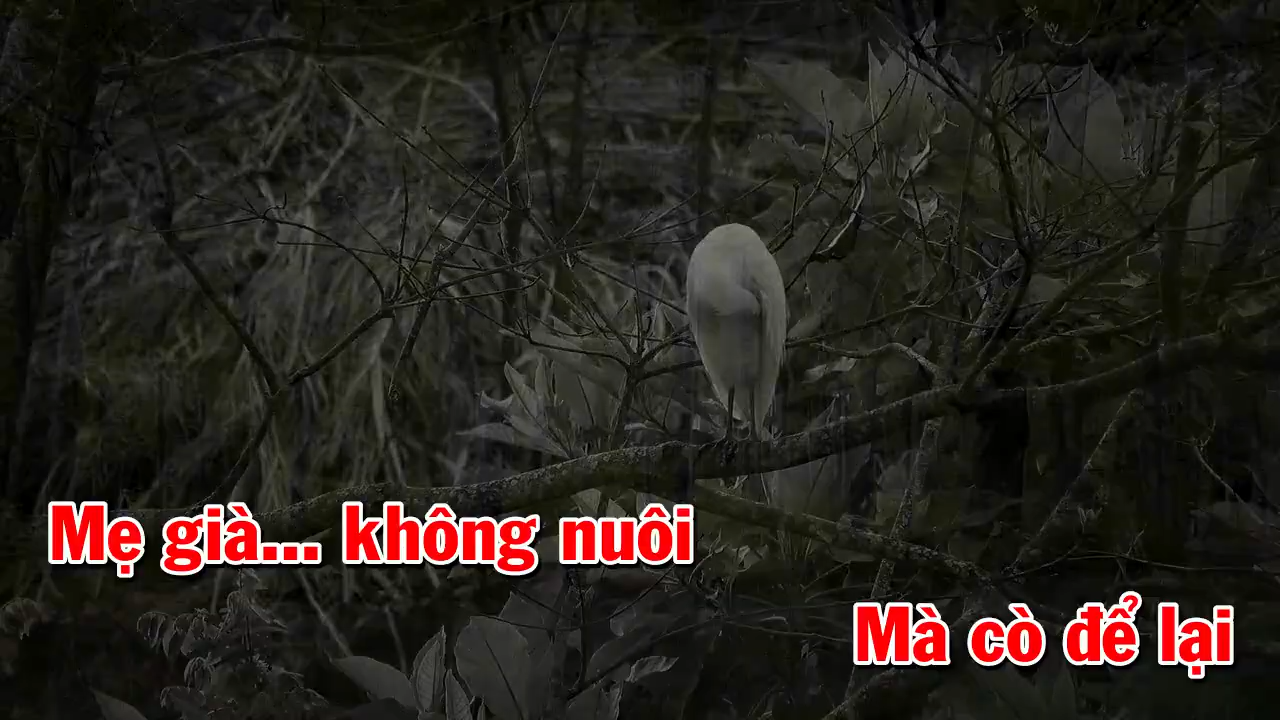 Mẹ già... không nuôi
Mà cò để lại